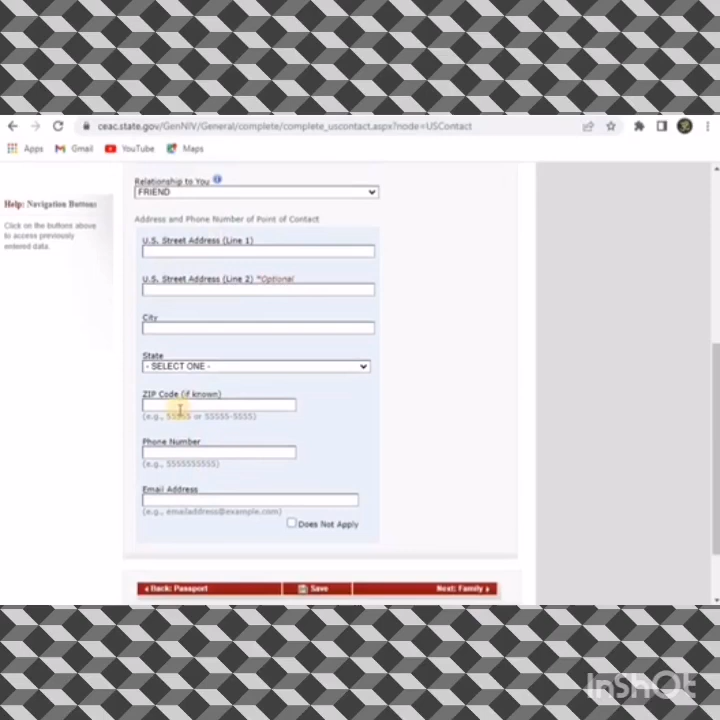 ceac.state.gov/GenNIV/General/complete/complete_uscontact.aspx?node=USContact
Apps Gmail YouTube Maps
Relationship to You
FRIEND
Help: Navigation Buttons
Click on the buttons above
to access previously
entered data.
Address and Phone Number of Point of Contact
U.S. Street Address (Line 1)
U.S. Street Address (Line 2) *Optional
City
State
- SELECT ONE -
ZIP Code (if known)
(e.g., 55555 or 55555-5555)
Phone Number
(e.g., 5555555555)
Email Address
(e.g., emailaddress@example.com)
Does Not Apply
Back: Passport Save Next: Family
InShOt